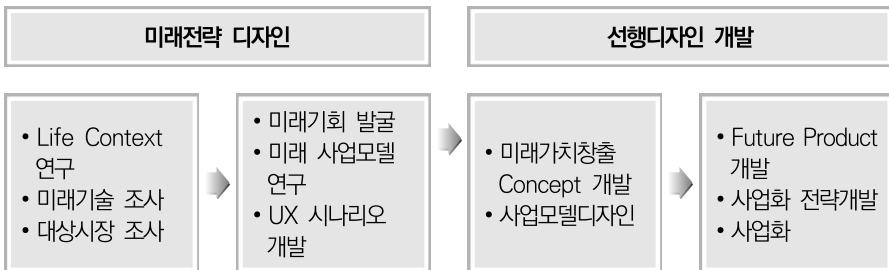 미래전략 디자인
선행디자인 개발
• Life Context
연구
• 미래기술 조사
• 대상시장 조사
• 미래기회 발굴
• 미래 사업모델
연구
• UX 시나리오
개발
• 미래가치창출
Concept 개발
• 사업모델디자인
• Future Product
개발
• 사업화 전략개발
• 사업화